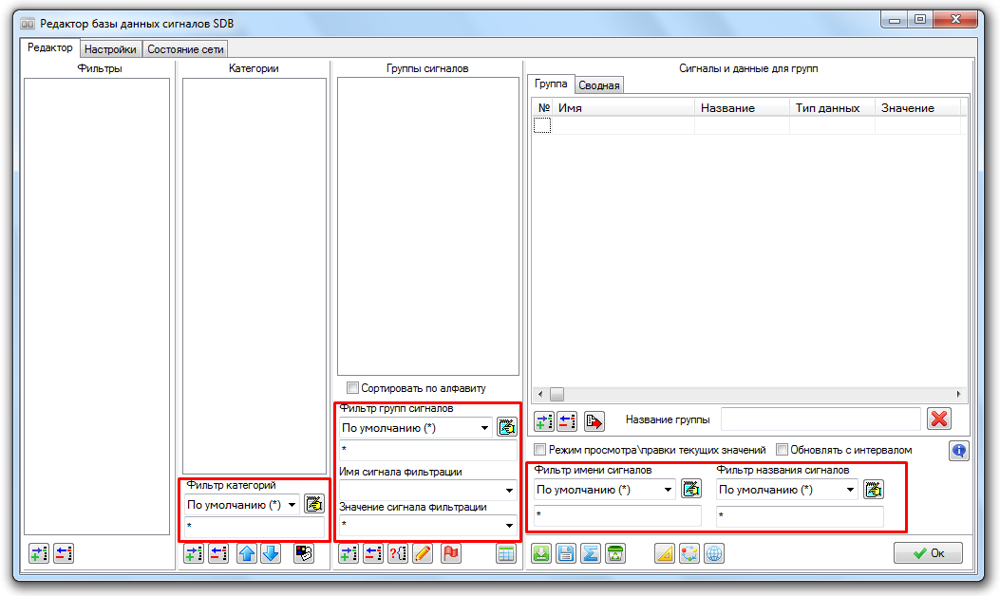 Редактор базы данных сигналов SDB
Редактор Настройки Состояние сети
Фильтры Категории Группы сигналов Сигналы и данные для групп
Группа Сводная
№ Имя Название Тип данных Значение
Сортировать по алфавиту
Фильтр групп сигналов
По умолчанию (*)
*
Имя сигнала фильтрации
Значение сигнала фильтрации
*
Фильтр категорий
По умолчанию (*)
*
Название группы
Режим просмотра\правки текущих значений Обновлять с интервалом
Фильтр имени сигналов Фильтр названия сигналов
По умолчанию (*) По умолчанию (*)
* *
Ок